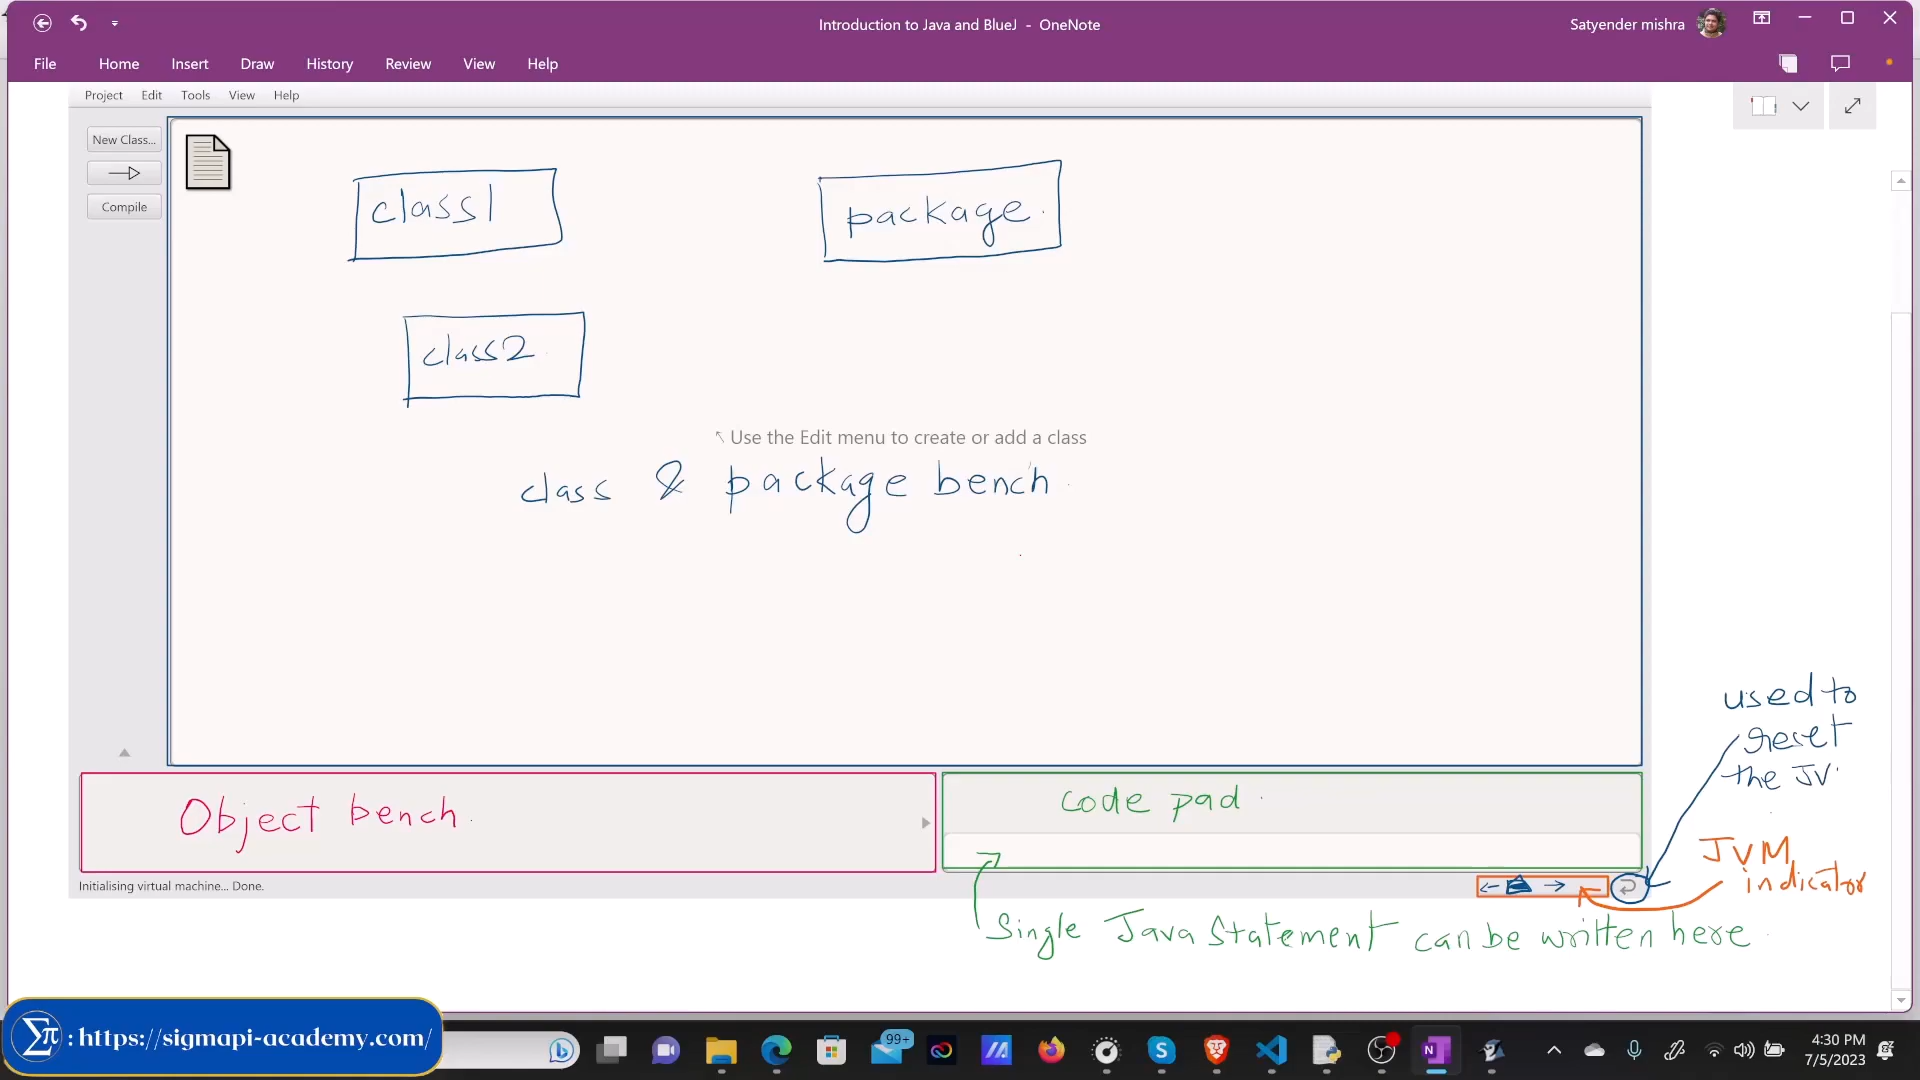 Introduction to Java and BlueJ - OneNote
Satyender mishra
File Home Insert Draw History Review View Help
Project Edit Tools View Help
New Class...
Compile
class1
package
class2
Use the Edit menu to create or add a class
class & package bench
used to
reset
the JV
Object bench
code pad
JVM
indicator
Initialising virtual machine... Done.
Single Java Statement can be written here
: https://sigmapi-academy.com/
99+
4:30 PM
7/5/2023